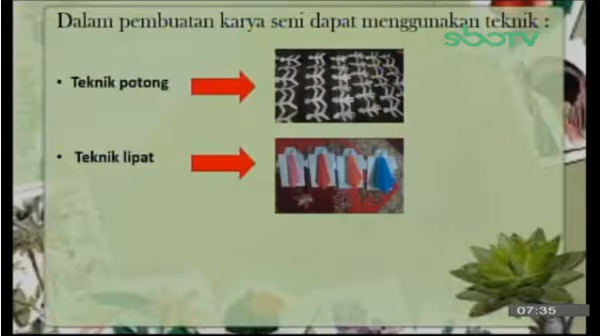 Dalam pembuatan karya seni dapat menggunakan teknik :
sbotv
• Teknik potong
• Teknik lipat
07:35